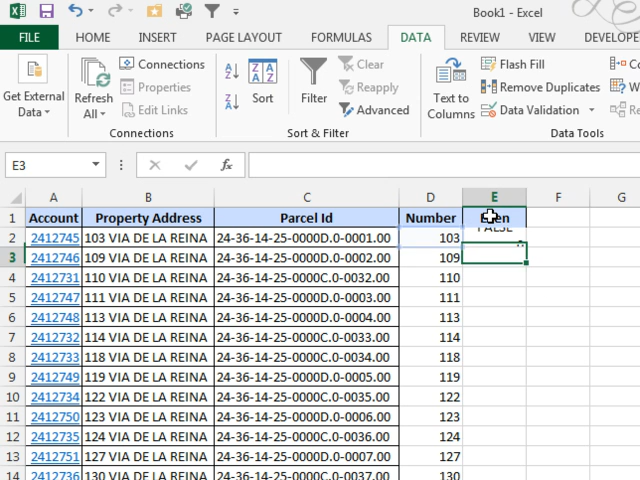 Book1 - Excel
FILE HOME INSERT PAGE LAYOUT FORMULAS DATA REVIEW VIEW DEVELOPE
Get External Data
Refresh All
Connections
Properties
Edit Links
Connections
Sort
Filter
Clear
Reapply
Advanced
Sort & Filter
Text to Columns
Flash Fill
Remove Duplicates
Data Validation
Data Tools
E3 fx
A B C D E F G
1 Account Property Address Parcel Id Number
2 2412745 103 VIA DE LA REINA 24-36-14-25-0000D.0-0001.00 103 FALSE
3 2412746 109 VIA DE LA REINA 24-36-14-25-0000D.0-0002.00 109
4 2412731 110 VIA DE LA REINA 24-36-14-25-0000C.0-0032.00 110
5 2412747 111 VIA DE LA REINA 24-36-14-25-0000D.0-0003.00 111
6 2412748 113 VIA DE LA REINA 24-36-14-25-0000D.0-0004.00 113
7 2412732 114 VIA DE LA REINA 24-36-14-25-0000C.0-0033.00 114
8 2412733 118 VIA DE LA REINA 24-36-14-25-0000C.0-0034.00 118
9 2412749 119 VIA DE LA REINA 24-36-14-25-0000D.0-0005.00 119
10 2412734 122 VIA DE LA REINA 24-36-14-25-0000C.0-0035.00 122
11 2412750 123 VIA DE LA REINA 24-36-14-25-0000D.0-0006.00 123
12 2412735 124 VIA DE LA REINA 24-36-14-25-0000C.0-0036.00 124
13 2412751 127 VIA DE LA REINA 24-36-14-25-0000D.0-0007.00 127
14 2412736 130 VIA DE LA REINA 24-36-14-25-0000C.0-0037.00 130